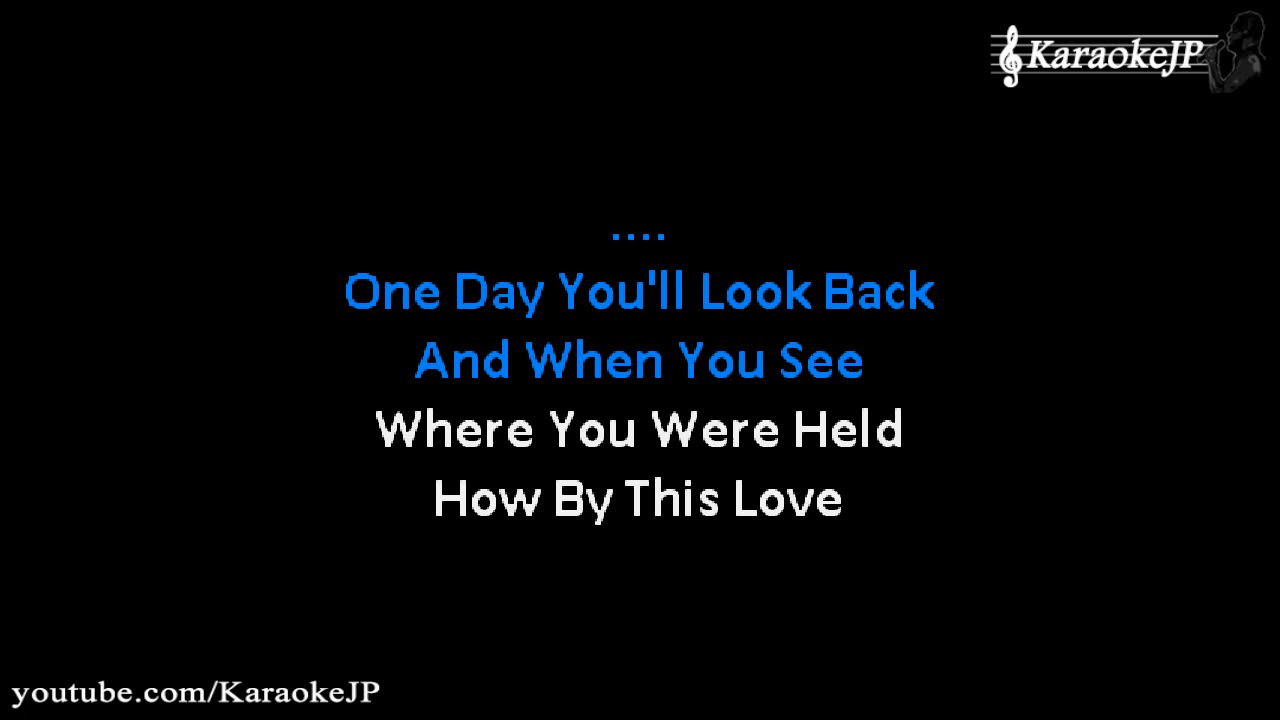 KaraokeJP
....
One Day You'll Look Back
And When You See
Where You Were Held
How By This Love
youtube.com/KaraokeJP